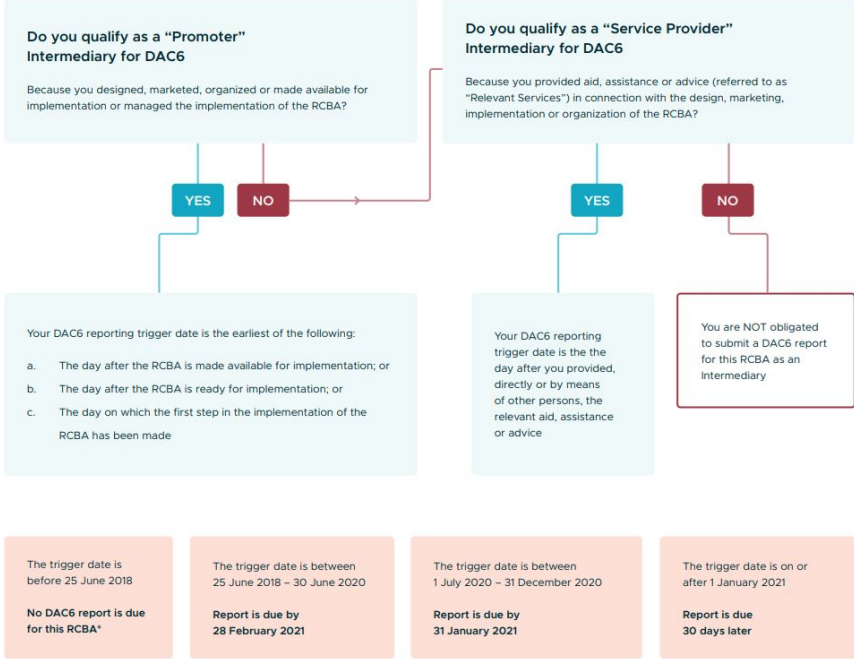 Do you qualify as a “Promoter”
Intermediary for DAC6
Because you designed, marketed, organized or made available for
implementation or managed the implementation of the RCBA?
Do you qualify as a “Service Provider”
Intermediary for DAC6
Because you provided aid, assistance or advice (referred to as
“Relevant Services”) in connection with the design, marketing,
implementation or organization of the RCBA?
YES
NO
YES
NO
Your DAC6 reporting trigger date is the earliest of the following:
a. The day after the RCBA is made available for implementation; or
b. The day after the RCBA is ready for implementation; or
c. The day on which the first step in the implementation of the
RCBA has been made
Your DAC6 reporting
trigger date is the the
day after you provided,
directly or by means
of other persons, the
relevant aid, assistance
or advice
You are NOT obligated
to submit a DAC6 report
for this RCBA as an
Intermediary
The trigger date is
before 25 June 2018
No DAC6 report is due
for this RCBA*
The trigger date is between
25 June 2018 – 30 June 2020
Report is due by
28 February 2021
The trigger date is between
1 July 2020 – 31 December 2020
Report is due by
31 January 2021
The trigger date is on or
after 1 January 2021
Report is due
30 days later